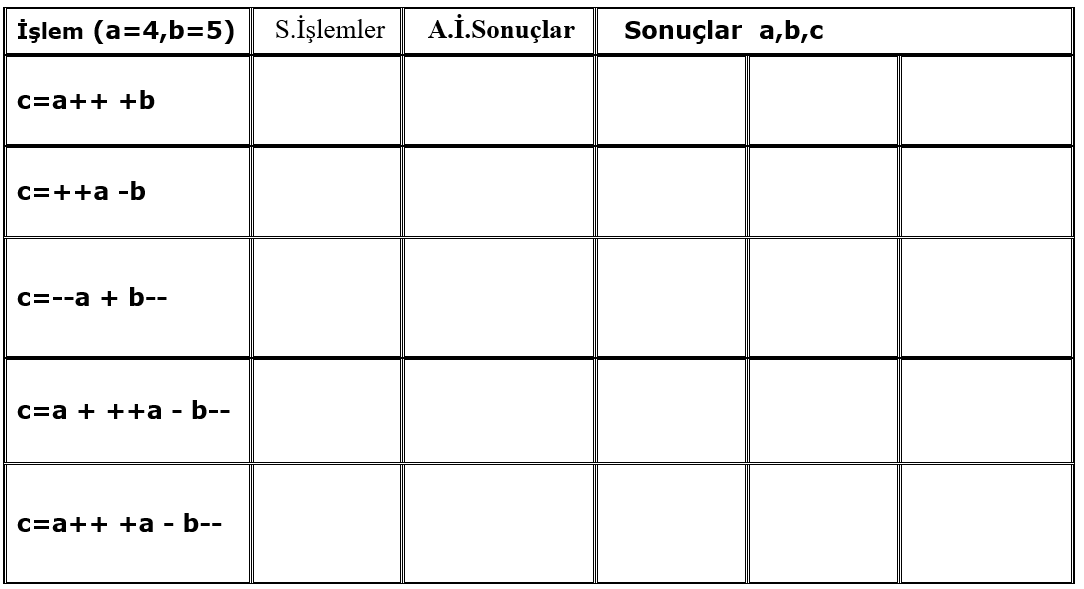 İşlem (a=4,b=5) S.İşlemler A.İ.Sonuçlar Sonuçlar a,b,c
c=a++ +b
c=++a -b
c=--a + b--
c=a + ++a - b--
c=a++ +a - b--